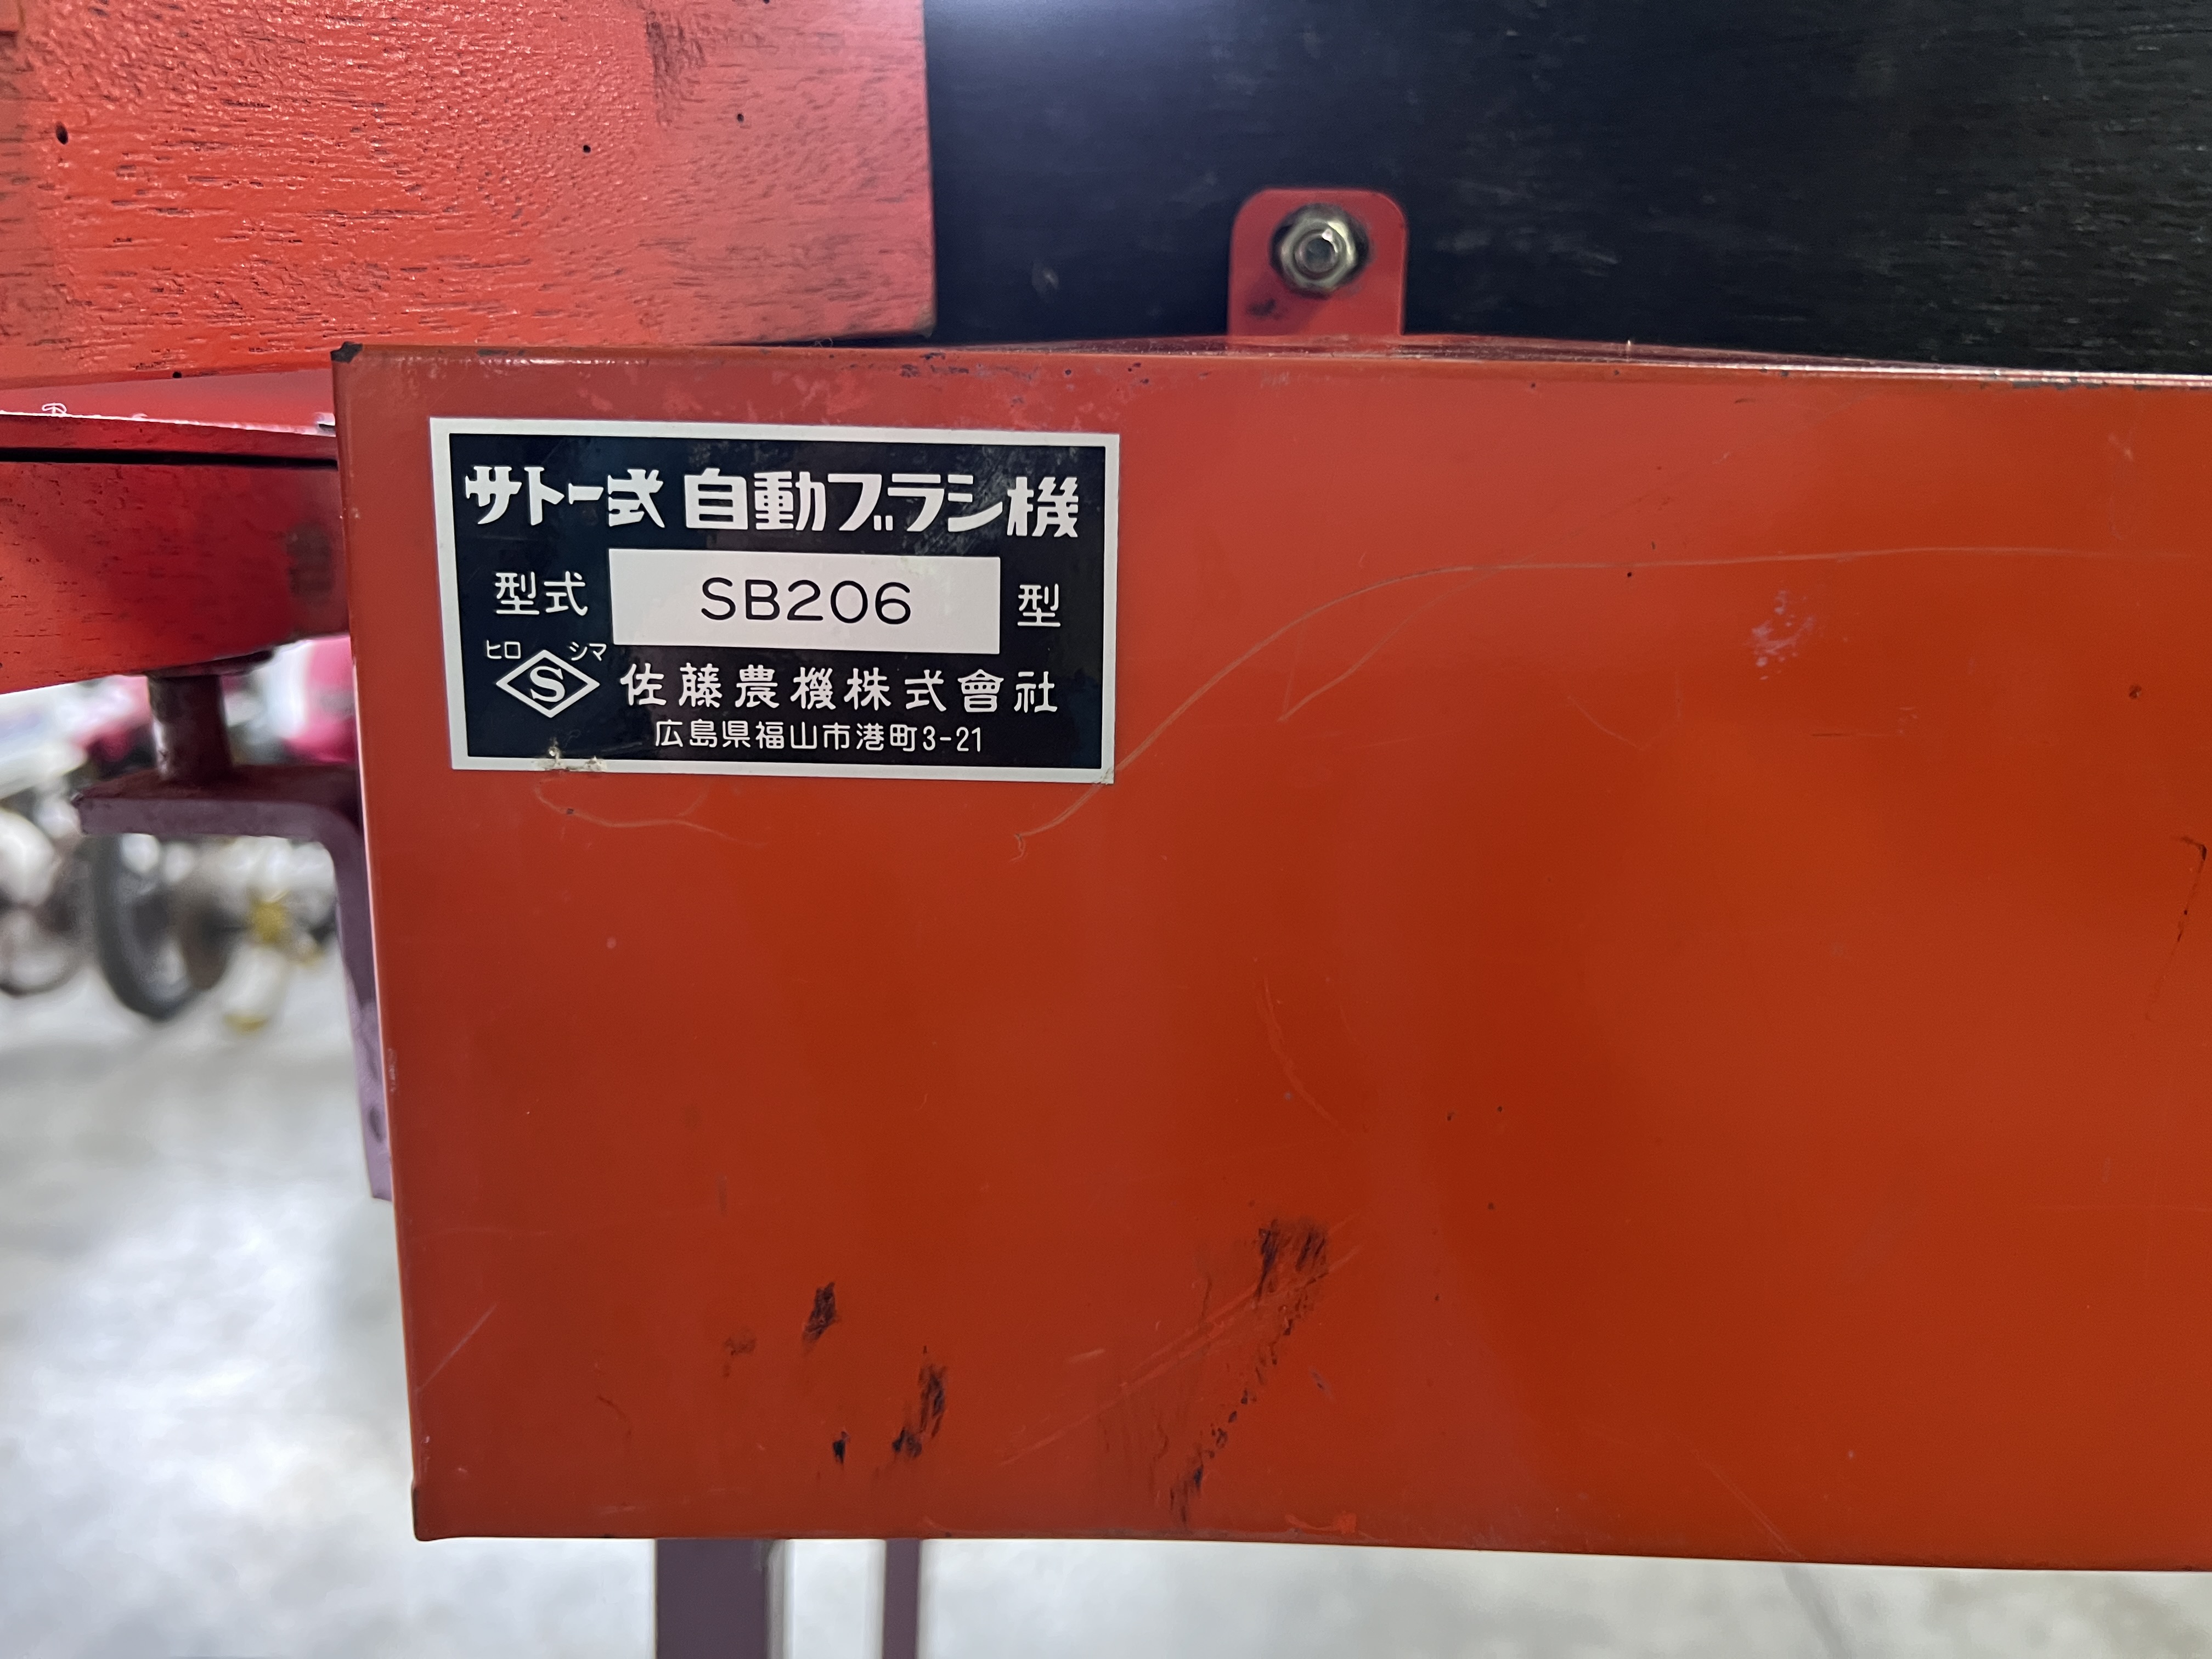 サトー式 自動ブラシ機
型式 SB206 型
ヒロ シマ
S 佐藤農機株式會社
広島県福山市港町3-21